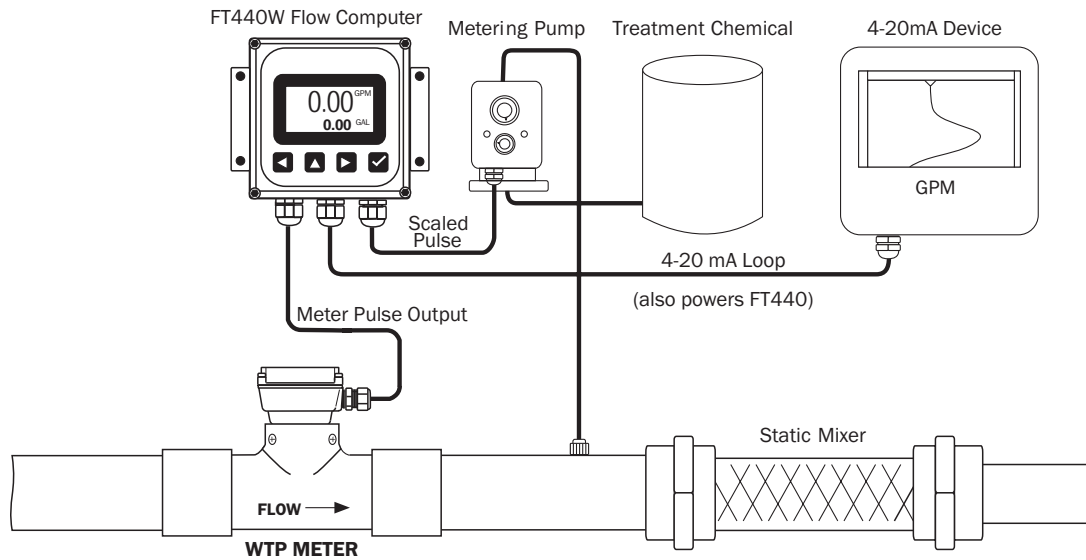 FT440W Flow Computer
Metering Pump
Treatment Chemical
4-20mA Device
0.00 GPM
0.00 GAL
GPM
Scaled
Pulse
4-20 mA Loop
(also powers FT440)
Meter Pulse Output
Static Mixer
FLOW
WTP METER